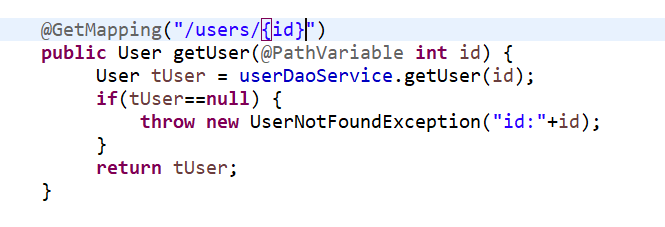 @GetMapping("/users/{id}")
public User getUser(@PathVariable int id) {
User tUser = userDaoService.getUser(id);
if(tUser==null) {
throw new UserNotFoundException("id:"+id);
}
return tUser;
}